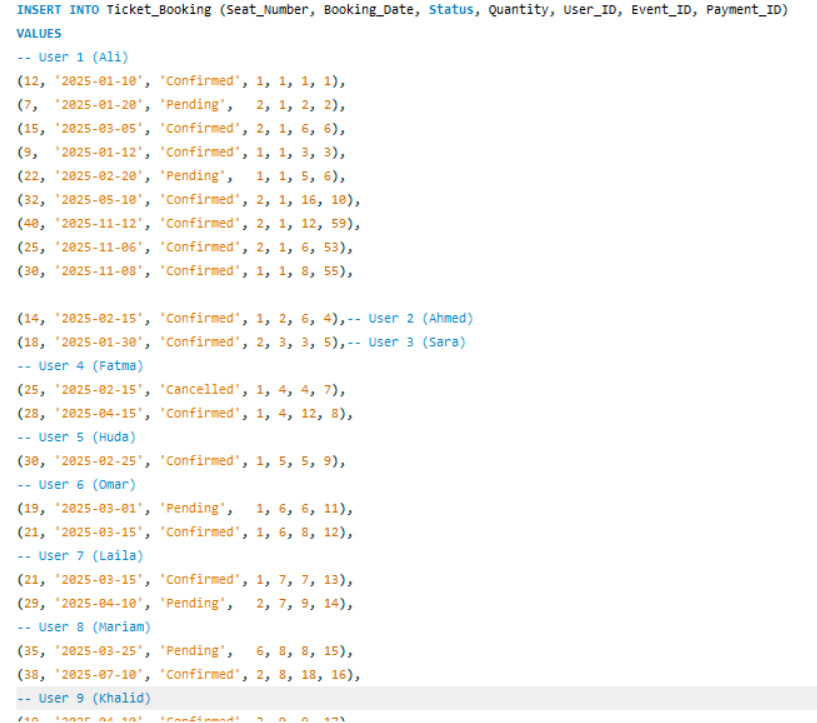 INSERT INTO Ticket_Booking (Seat_Number, Booking_Date, Status, Quantity, User_ID, Event_ID, Payment_ID)
VALUES
-- User 1 (Ali)
(12, '2025-01-10', 'Confirmed', 1, 1, 1, 1),
(7,  '2025-01-20', 'Pending',   2, 1, 2, 2),
(15, '2025-03-05', 'Confirmed', 2, 1, 6, 6),
(9,  '2025-01-12', 'Confirmed', 1, 1, 3, 3),
(22, '2025-02-20', 'Pending',   1, 1, 5, 6),
(32, '2025-05-10', 'Confirmed', 2, 1, 16, 10),
(40, '2025-11-12', 'Confirmed', 2, 1, 12, 59),
(25, '2025-11-06', 'Confirmed', 2, 1, 6, 53),
(30, '2025-11-08', 'Confirmed', 1, 1, 8, 55),
(14, '2025-02-15', 'Confirmed', 1, 2, 6, 4),-- User 2 (Ahmed)
(18, '2025-01-30', 'Confirmed', 2, 3, 3, 5),-- User 3 (Sara)
-- User 4 (Fatma)
(25, '2025-02-15', 'Cancelled', 1, 4, 4, 7),
(28, '2025-04-15', 'Confirmed', 1, 4, 12, 8),
-- User 5 (Huda)
(30, '2025-02-25', 'Confirmed', 1, 5, 5, 9),
-- User 6 (Omar)
(19, '2025-03-01', 'Pending',   1, 6, 6, 11),
(21, '2025-03-15', 'Confirmed', 1, 6, 8, 12),
-- User 7 (Laila)
(21, '2025-03-15', 'Confirmed', 1, 7, 7, 13),
(29, '2025-04-10', 'Pending',   2, 7, 9, 14),
-- User 8 (Mariam)
(35, '2025-03-25', 'Pending',   6, 8, 8, 15),
(38, '2025-07-10', 'Confirmed', 2, 8, 18, 16),
-- User 9 (Khalid)